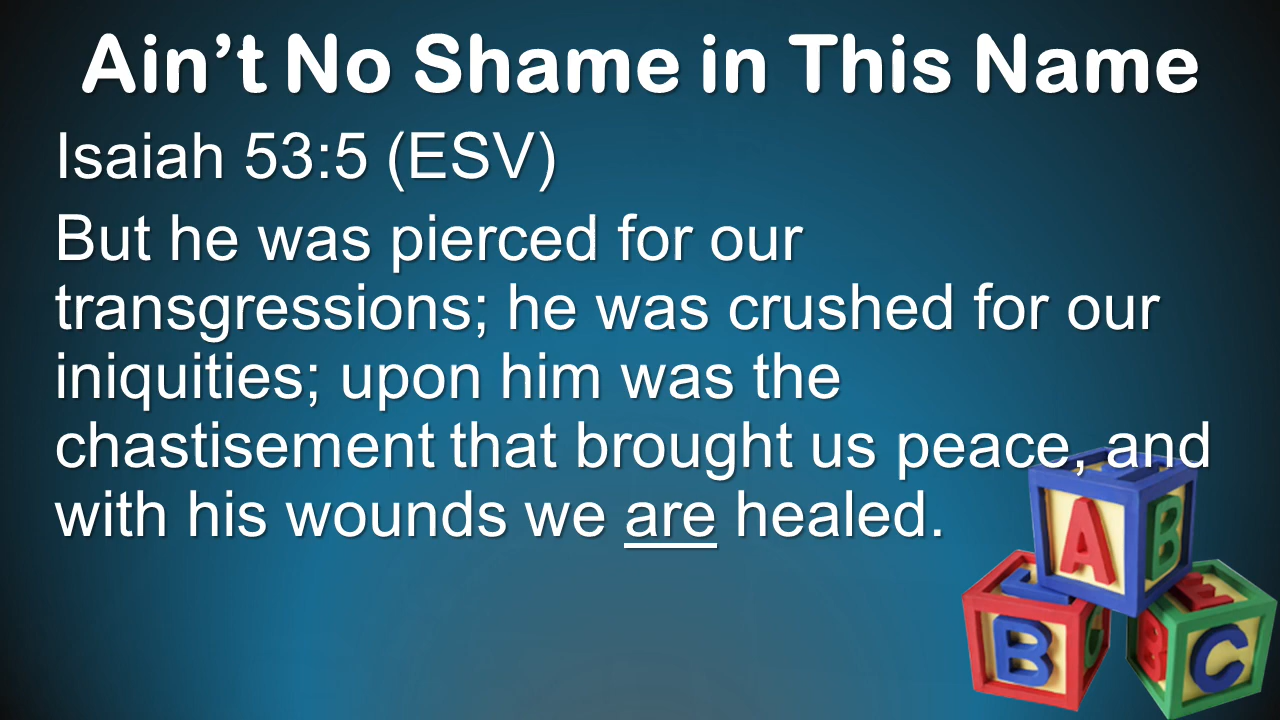 Ain’t No Shame in This Name
Isaiah 53:5 (ESV)
But he was pierced for our
transgressions; he was crushed for our
iniquities; upon him was the
chastisement that brought us peace, and
with his wounds we are healed.
A B
B C
B C